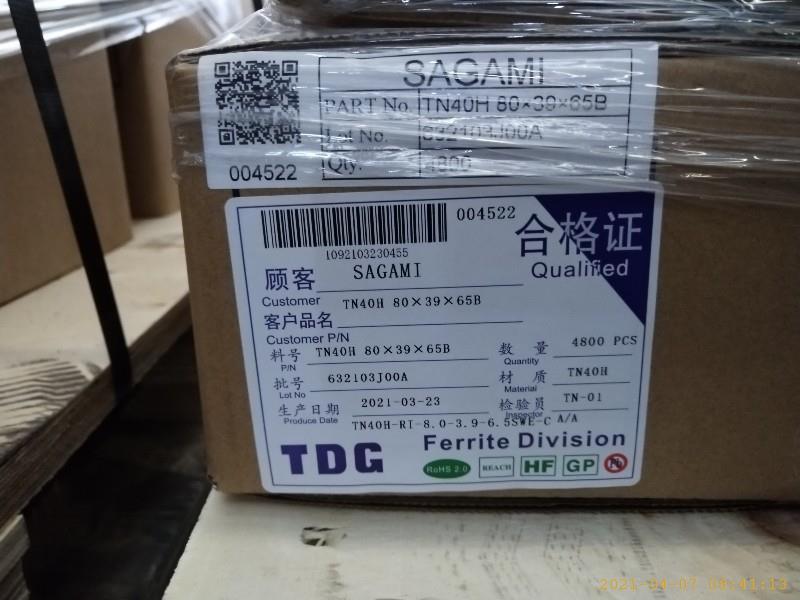 SAGAMI
PART No. TN40H 80×39×65B
Lot No. 632103J00A
Qty. 4800
004522
004522
1092103230455
合格证
Qualified
顾客 SAGAMI
Customer
TN40H 80×39×65B
客户品名
Customer P/N
料号 TN40H 80×39×65B
P/N
数 量 4800 PCS
Quantity
批号 632103J00A
Lot No
材 质 TN40H
Material
生产日期 2021-03-23
Produce Date
检验员 TN-01
Inspector
TN40H-RI-8.0-3.9-6.5SWE-C A/A
TDG
Ferrite Division
RoHS 2.0
REACH
HF
GP
Pb
2021-04-07 08:41:13